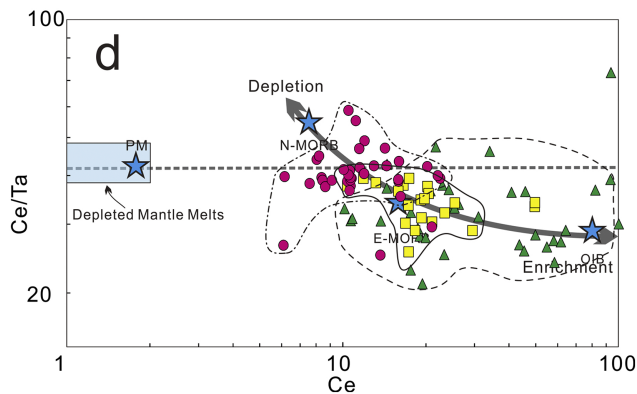 100
d
Depletion
PM
N-MORB
Ce/Ta
Depleted Mantle Melts
E-MORB
OIB
Enrichment
20
1
10
100
Ce